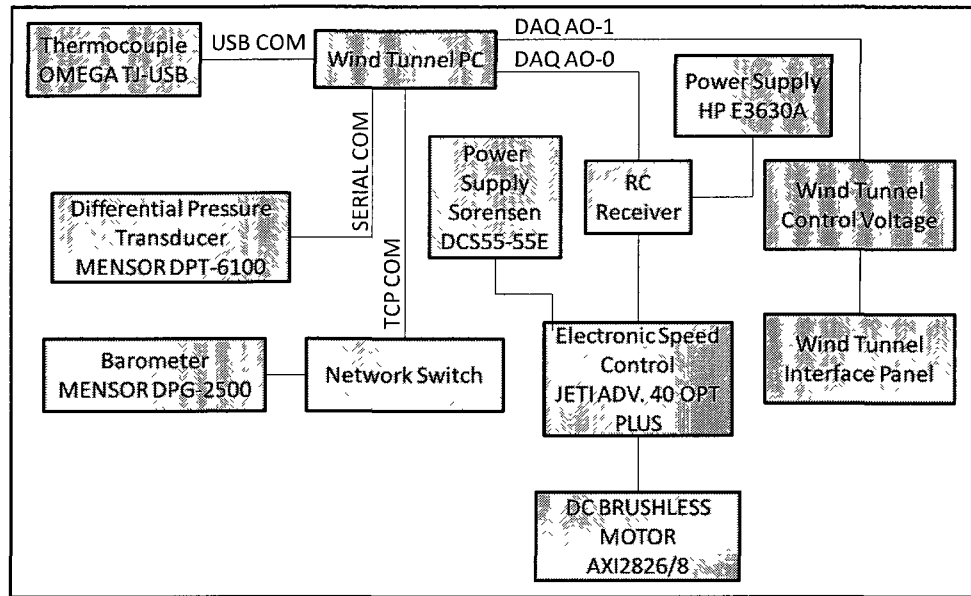 Thermocouple
OMEGA TJ-USB
USB COM
Wind Tunnel PC
DAQ AO-1
DAQ AO-0
Power Supply
HP E3630A
SERIAL COM
TCP COM
Power
Supply
Sorensen
DCS55-55E
RC
Receiver
Wind Tunnel
Control Voltage
Differential Pressure
Transducer
MENSOR DPT-6100
Barometer
MENSOR DPG-2500
Network Switch
Electronic Speed
Control
JETI ADV. 40 OPT
PLUS
Wind Tunnel
Interface Panel
DC BRUSHLESS
MOTOR
AXI2826/8